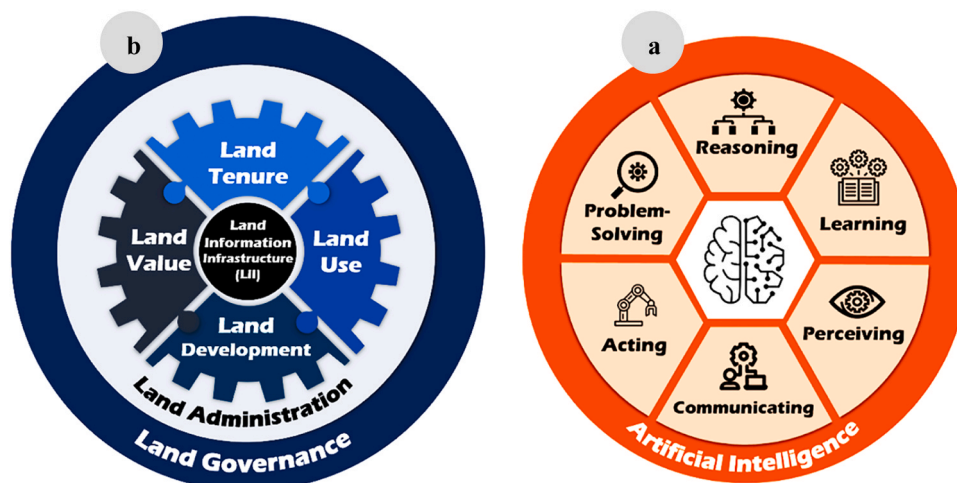 b
Land
Tenure
Land
Value
Land
Information
Infrastructure
(LII)
Land
Use
Land
Development
Land Administration
Land Governance
a
Reasoning
Problem-
Solving
Learning
Acting
Perceiving
Communicating
Artificial Intelligence